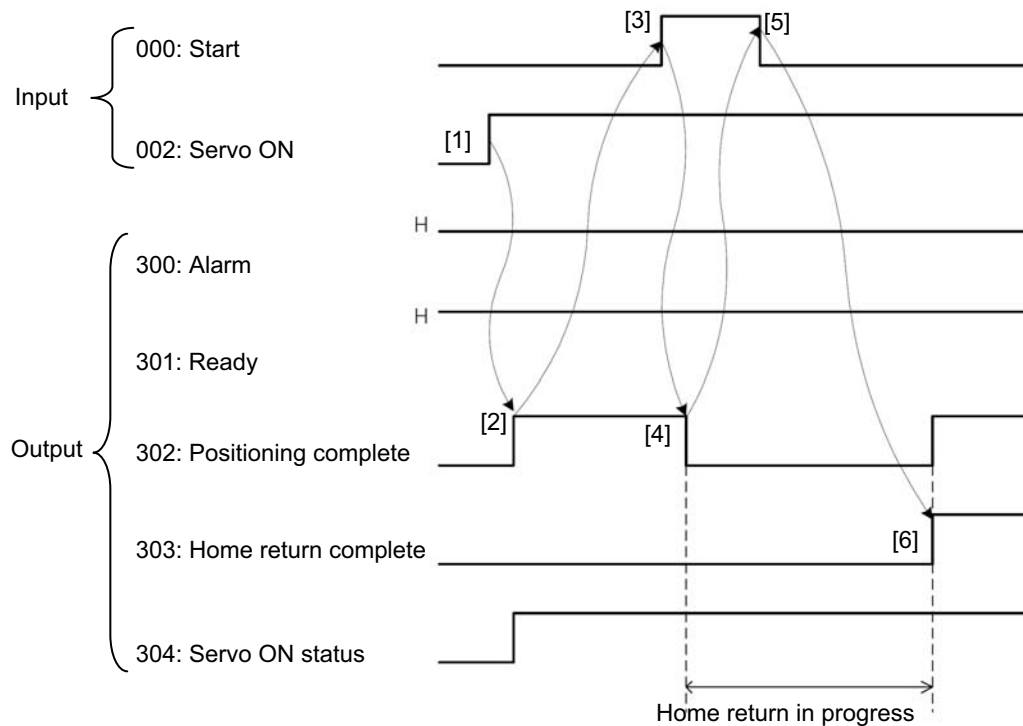 [3]
[5]
000: Start
Input
[1]
002: Servo ON
H
300: Alarm
H
301: Ready
[2]
[4]
Output
302: Positioning complete
303: Home return complete
[6]
304: Servo ON status
Home return in progress